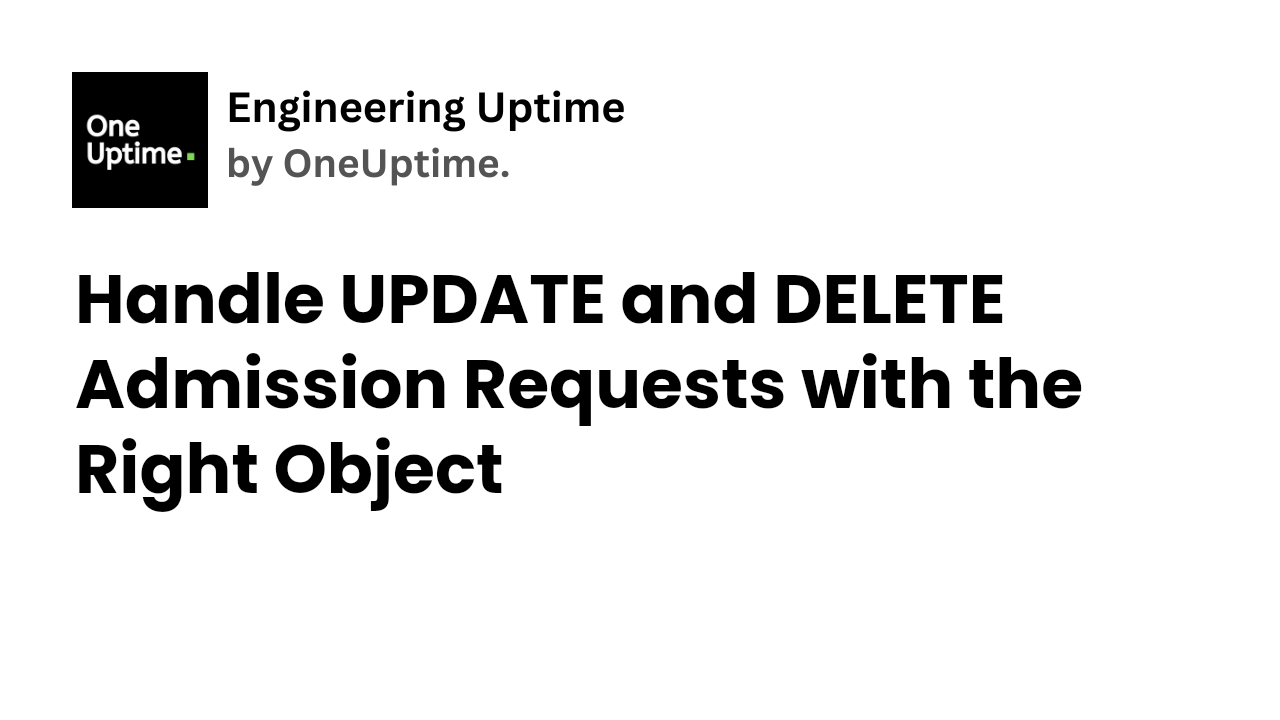 One
Uptime.
Engineering Uptime
by OneUptime.
Handle UPDATE and DELETE
Admission Requests with the
Right Object